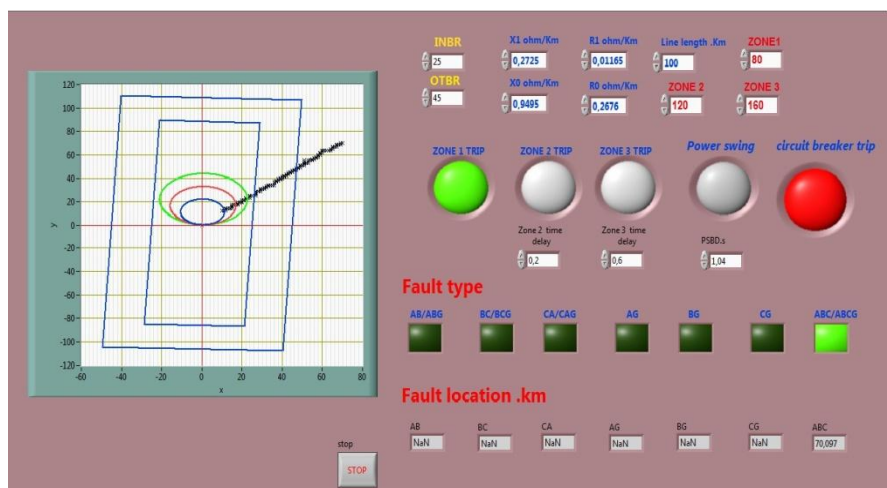 INBR
X1 ohm/Km
R1 ohm/Km
Line length .Km
ZONE1
25
0,2725
0,01165
100
80
OTBR
X0 ohm/Km
R0 ohm/Km
ZONE 2
ZONE 3
45
0,9495
0,2676
120
160
120
100
80
60
40
20
0
-20
-40
-60
-80
-100
-120
y
-60
-40
-20
0
20
40
60
80
x
ZONE 1 TRIP
ZONE 2 TRIP
ZONE 3 TRIP
Power swing
circuit breaker trip
Zone 2 time
delay
Zone 3 time
delay
PSBD.s
0,2
0,6
1,04
Fault type
AB/ABG
BC/BCG
CA/CAG
AG
BG
CG
ABC/ABCG
Fault location .km
AB
BC
CA
AG
BG
CG
ABC
NaN
NaN
NaN
NaN
NaN
NaN
70,097
stop
STOP